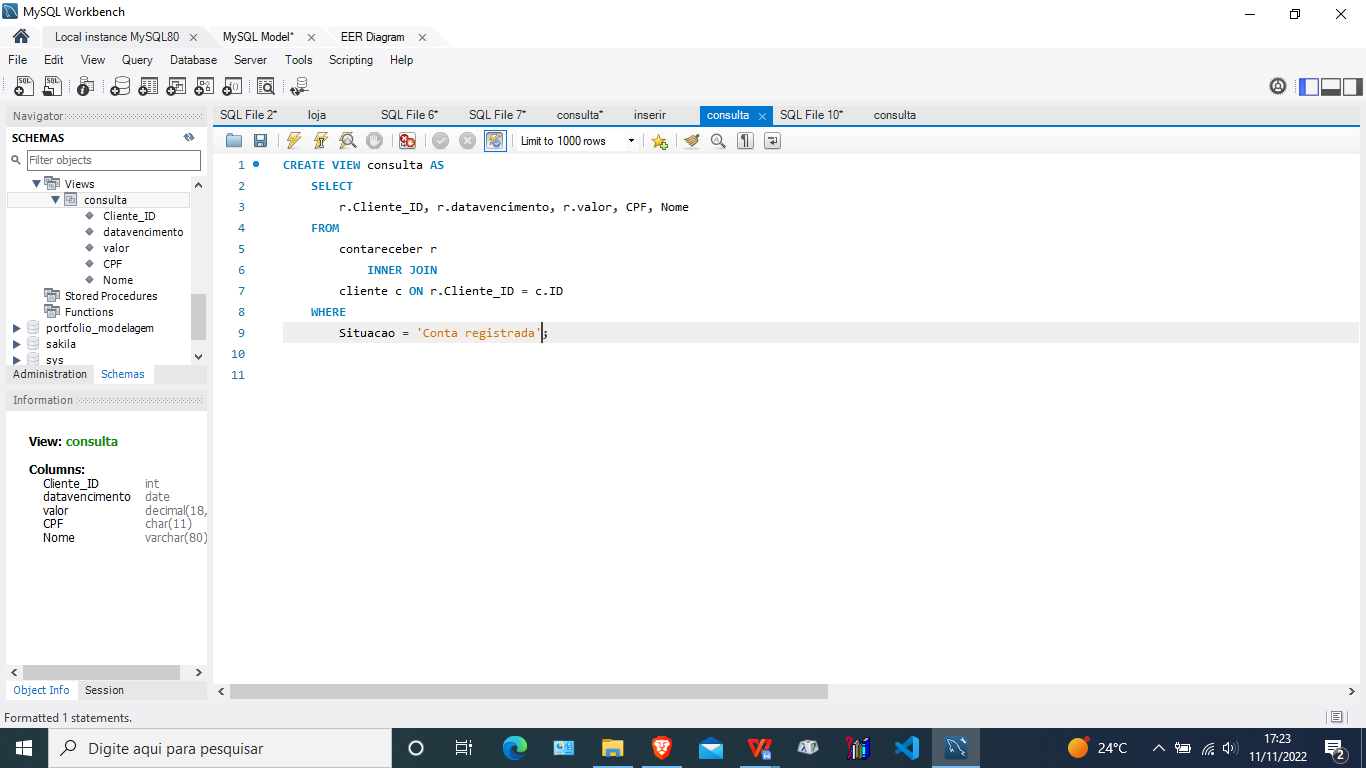 MySQL Workbench
Local instance MySQL80 MySQL Model* EER Diagram
File Edit View Query Database Server Tools Scripting Help
Navigator
SCHEMAS
Filter objects
Views
consulta
Cliente_ID
datavencimento
valor
CPF
Nome
Stored Procedures
Functions
portfolio_modelagem
sakila
sys
Administration Schemas
Information
View: consulta
Columns:
Cliente_ID int
datavencimento date
valor decimal(18,
CPF char(11)
Nome varchar(80)
Object Info Session
SQL File 2* loja SQL File 6* SQL File 7* consulta* inserir consulta SQL File 10* consulta
Limit to 1000 rows
1 CREATE VIEW consulta AS
2 SELECT
3 r.Cliente_ID, r.datavencimento, r.valor, CPF, Nome
4 FROM
5 contareceber r
6 INNER JOIN
7 cliente c ON r.Cliente_ID = c.ID
8 WHERE
9 Situacao = 'Conta registrada';
10
11
Formatted 1 statements.
Digite aqui para pesquisar
24°C
17:23
11/11/2022
2